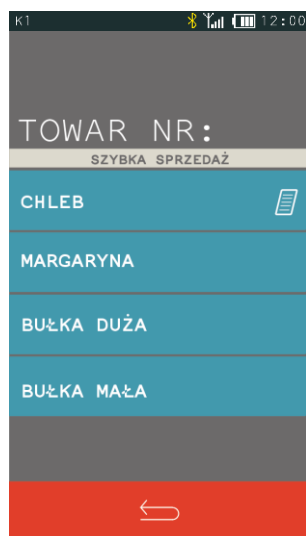 K1 12:00
TOWAR NR:
SZYBKA SPRZEDAŻ
CHLEB
MARGARYNA
BUŁKA DUŻA
BUŁKA MAŁA